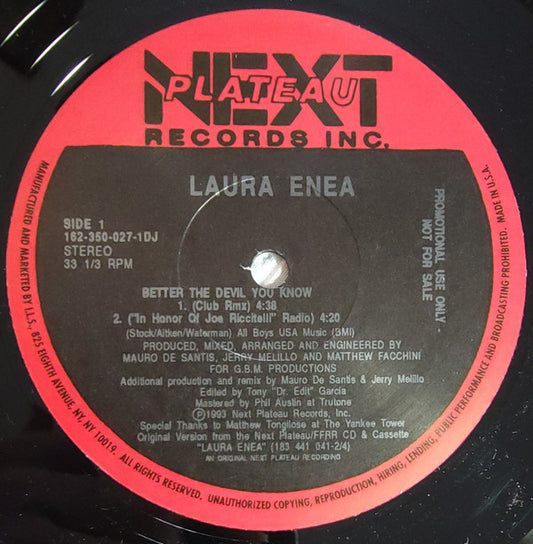 NEXT
PLATEAU
RECORDS INC.
LAURA ENEA
SIDE 1
162-350-027-1DJ
STEREO
33 1/3 RPM
PROMOTIONAL USE ONLY
NOT FOR SALE
BETTER THE DEVIL YOU KNOW
1. (Club Rmx) 4:38
2. ("In Honor Of Joe Riccitelli" Radio) 4:20
(Stock/Aitken/Waterman) All Boys USA Music (BMI)
PRODUCED, MIXED, ARRANGED AND ENGINEERED BY
MAURO DE SANTIS, JERRY MELILLO AND MATTHEW FACCHINI
FOR G.B.M. PRODUCTIONS
Additional production and remix by Mauro De Santis & Jerry Melillo
Edited by Tony "Dr. Edit" Garcia
Mastered by Phil Austin at Trutone
Ⓟ1993 Next Plateau Records, Inc.
Special Thanks to Matthew Tongliose at The Yankee Tower
Original Version from the Next Plateau/FFRR CD & Cassette
"LAURA ENEA" (183 441 041-2/4)
AN ORIGINAL NEXT PLATEAU RECORDING
MANUFACTURED AND MARKETED BY I.L.S., 825 EIGHTH AVENUE, NY, NY 10019. ALL RIGHTS RESERVED. UNAUTHORIZED COPYING, REPRODUCTION, HIRING, LENDING, PUBLIC PERFORMANCE AND BROADCASTING PROHIBITED. MADE IN U.S.A.